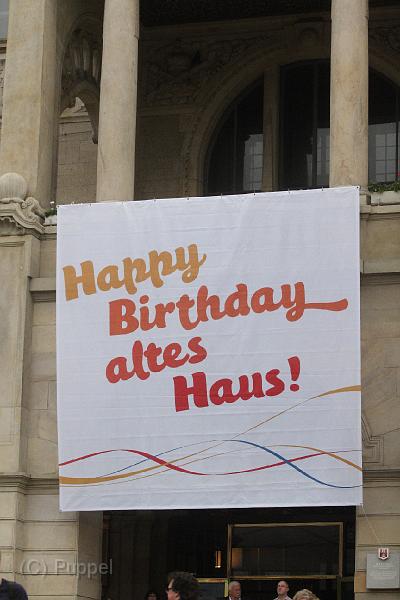 Happy
Birthday
altes
Haus!
(C) Puppel